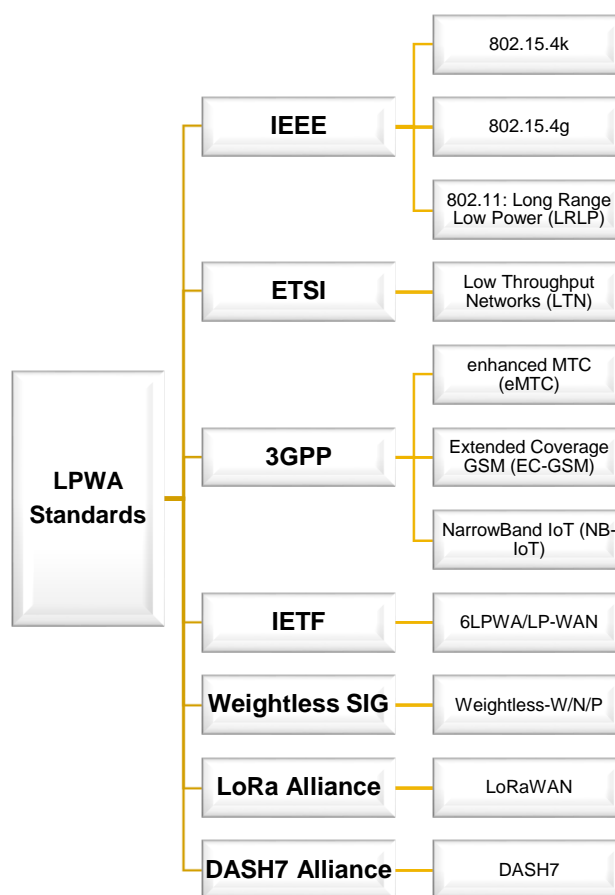 LPWA
Standards
IEEE
802.15.4k
802.15.4g
802.11: Long Range
Low Power (LRLP)
ETSI
Low Throughput
Networks (LTN)
3GPP
enhanced MTC
(eMTC)
Extended Coverage
GSM (EC-GSM)
NarrowBand IoT (NB-
IoT)
IETF
6LPWA/LP-WAN
Weightless SIG
Weightless-W/N/P
LoRa Alliance
LoRaWAN
DASH7 Alliance
DASH7